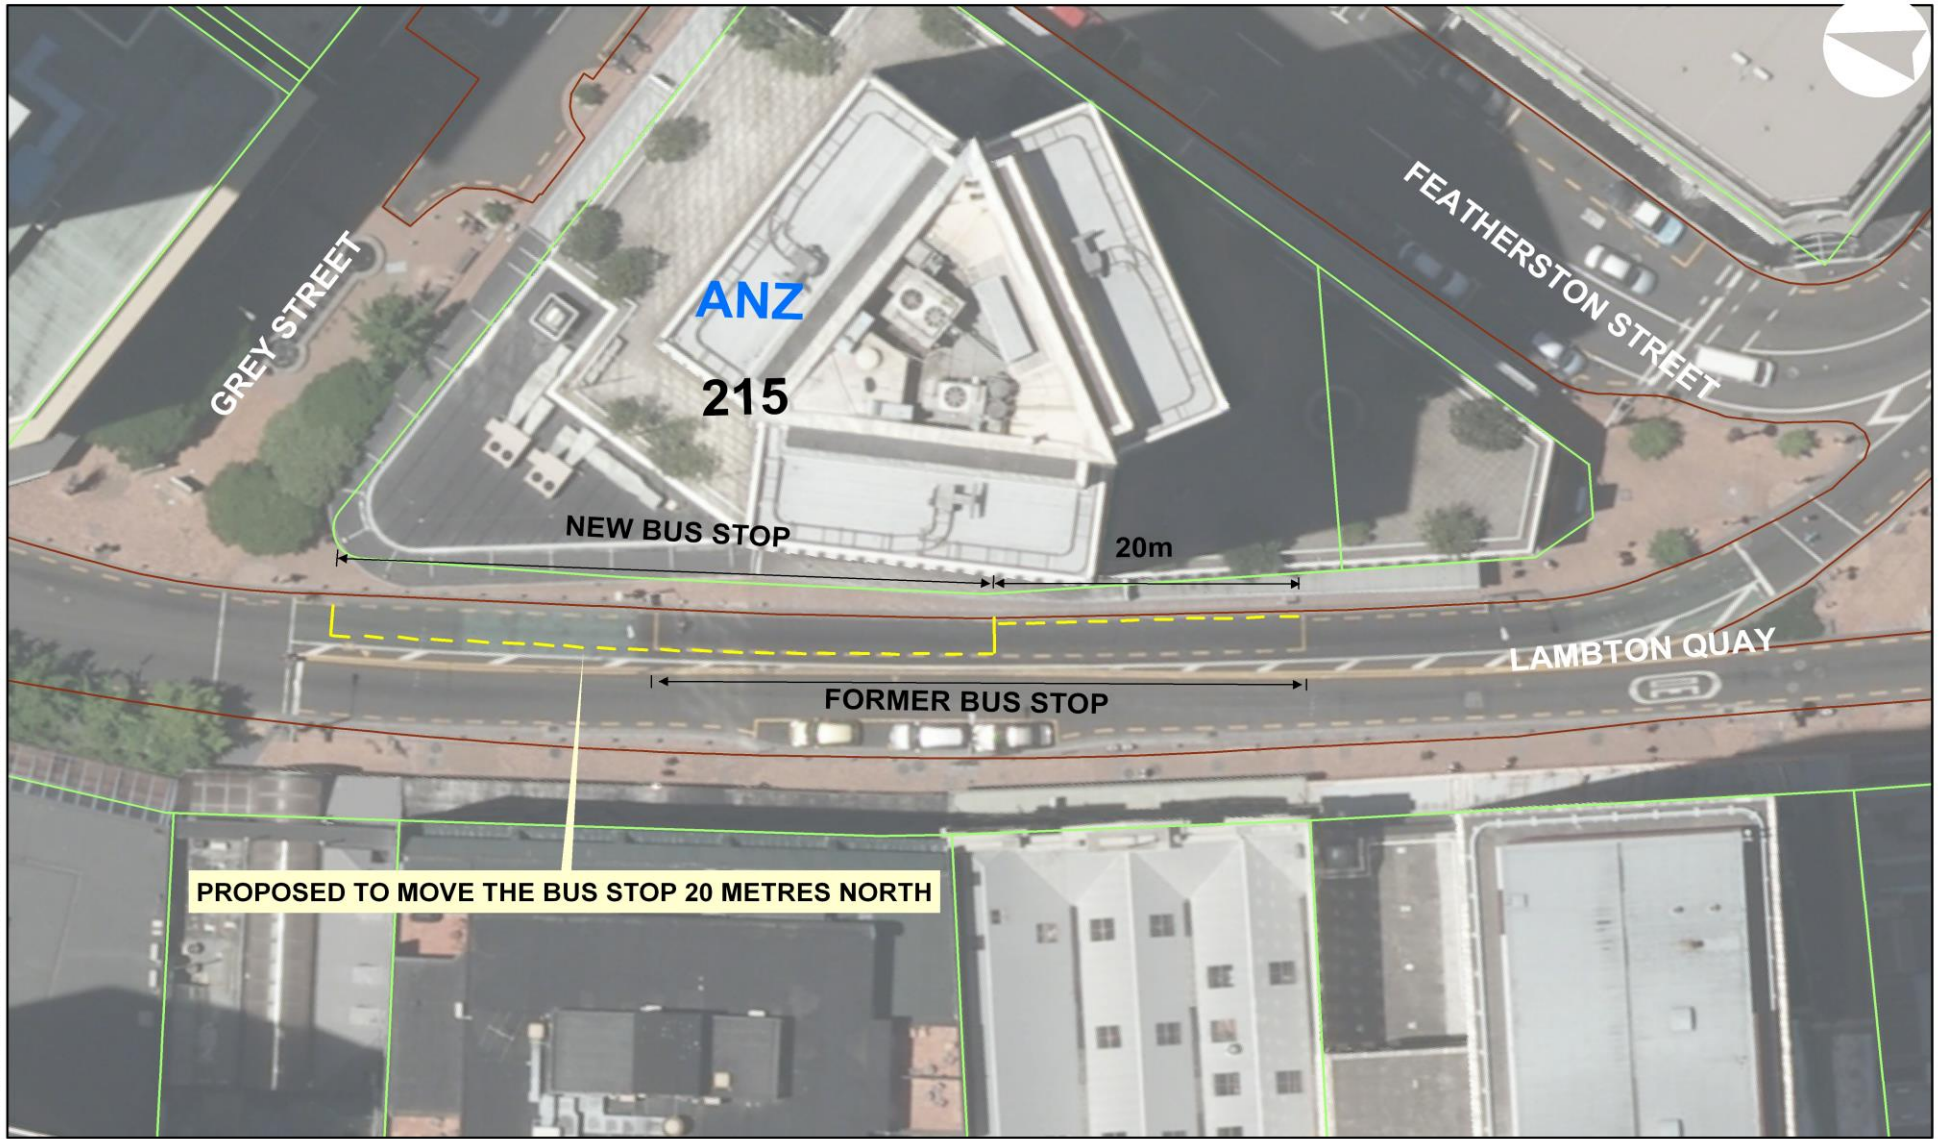 FEATHERSTON STREET
GREY STREET
ANZ
215
NEW BUS STOP
20m
LAMBTON QUAY
FORMER BUS STOP
PROPOSED TO MOVE THE BUS STOP 20 METRES NORTH